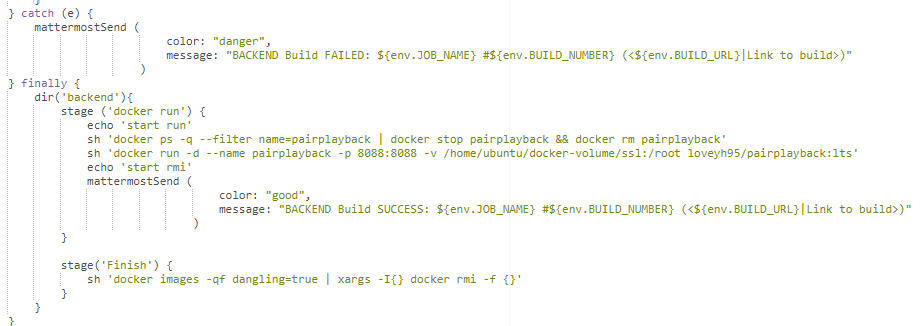 } catch (e) {
mattermostSend (
color: "danger",
message: "BACKEND Build FAILED: ${env.JOB_NAME} #${env.BUILD_NUMBER} (<${env.BUILD_URL}|Link to build>)"
)
} finally {
dir('backend'){
stage ('docker run') {
echo 'start run'
sh 'docker ps -q --filter name=pairplayback | docker stop pairplayback && docker rm pairplayback'
sh 'docker run -d --name pairplayback -p 8088:8088 -v /home/ubuntu/docker-volume/ssl:/root loveyh95/pairplayback:lts'
echo 'start rmi'
mattermostSend (
color: "good",
message: "BACKEND Build SUCCESS: ${env.JOB_NAME} #${env.BUILD_NUMBER} (<${env.BUILD_URL}|Link to build>)"
)
}
stage('Finish') {
sh 'docker images -qf dangling=true | xargs -I{} docker rmi -f {}'
}
}
}